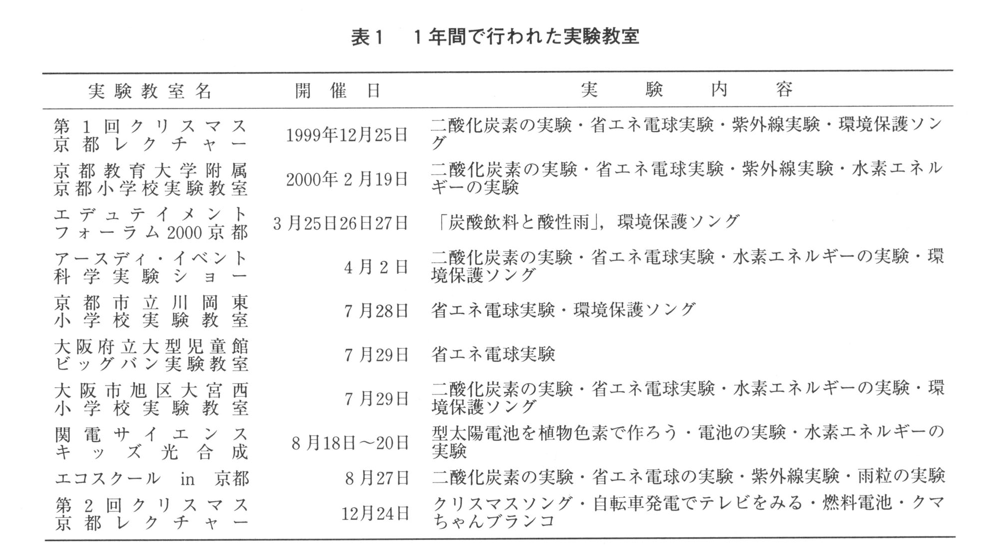 表1　1年間で行われた実験教室
実験教室名　開催日　実験内容
第1回クリスマス
京都レクチャー
1999年12月25日
二酸化炭素の実験・省エネ電球実験・紫外線実験・環境保護ソン
グ
京都教育大学附属
京都小学校実験教室
2000年2月19日
二酸化炭素の実験・省エネ電球実験・紫外線実験・水素エネル
ギーの実験
エデュテイメント
フォーラム2000京都
3月25日26日27日
「炭酸飲料と酸性雨」，環境保護ソング
アースディ・イベント
科学実験ショー
4月2日
二酸化炭素の実験・省エネ電球実験・水素エネルギーの実験・環
境保護ソング
京都市立川岡東
小学校実験教室
7月28日
省エネ電球実験・環境保護ソング
大阪府立大型児童館
ビッグバン実験教室
7月29日
省エネ電球実験
大阪市旭区大宮西
小学校実験教室
7月29日
二酸化炭素の実験・省エネ電球実験・水素エネルギーの実験・環
境保護ソング
関電サイエンス
キッズ光合成
8月18日～20日
型太陽電池を植物色素で作ろう・電池の実験・水素エネルギーの
実験
エコスクール in 京都
8月27日
二酸化炭素の実験・省エネ電球の実験・紫外線実験・雨粒の実験
第2回クリスマス
京都レクチャー
12月24日
クリスマスソング・自転車発電でテレビをみる・燃料電池・クマ
ちゃんブランコ